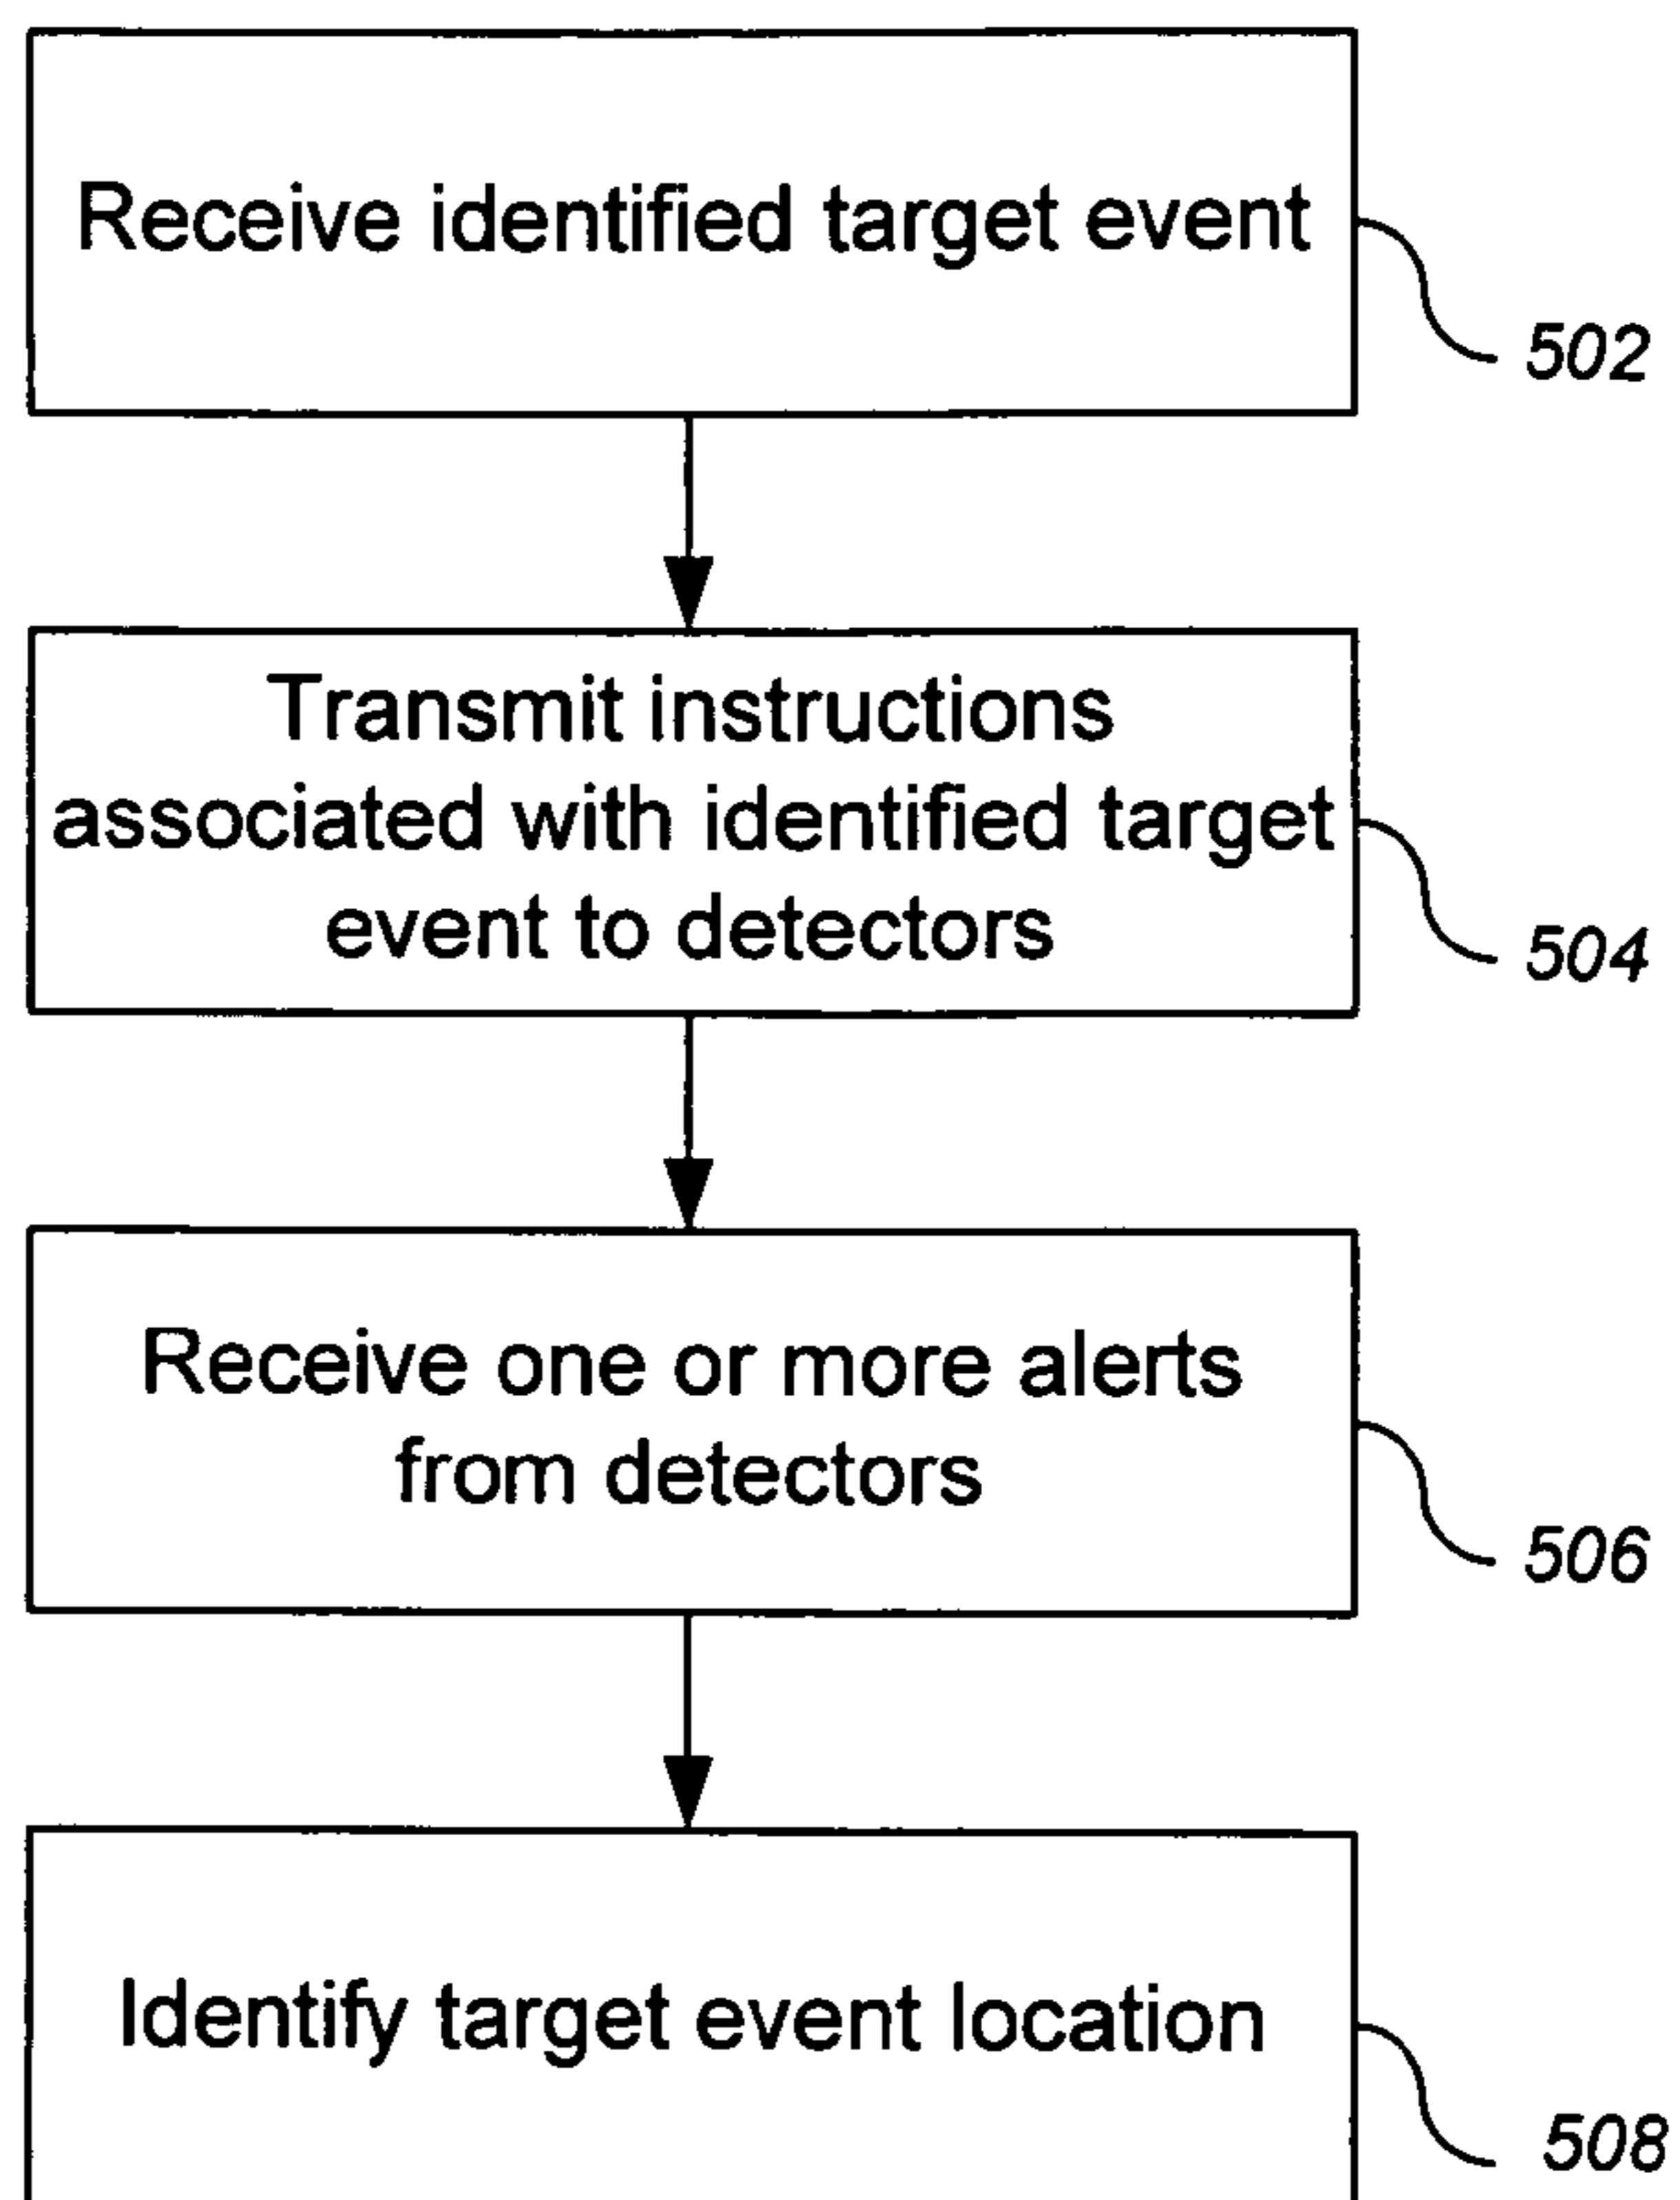 Receive identified target event
502
Transmit instructions
associated with identified target
event to detectors
504
Receive one or more alerts
from detectors
506
Identify target event location
508